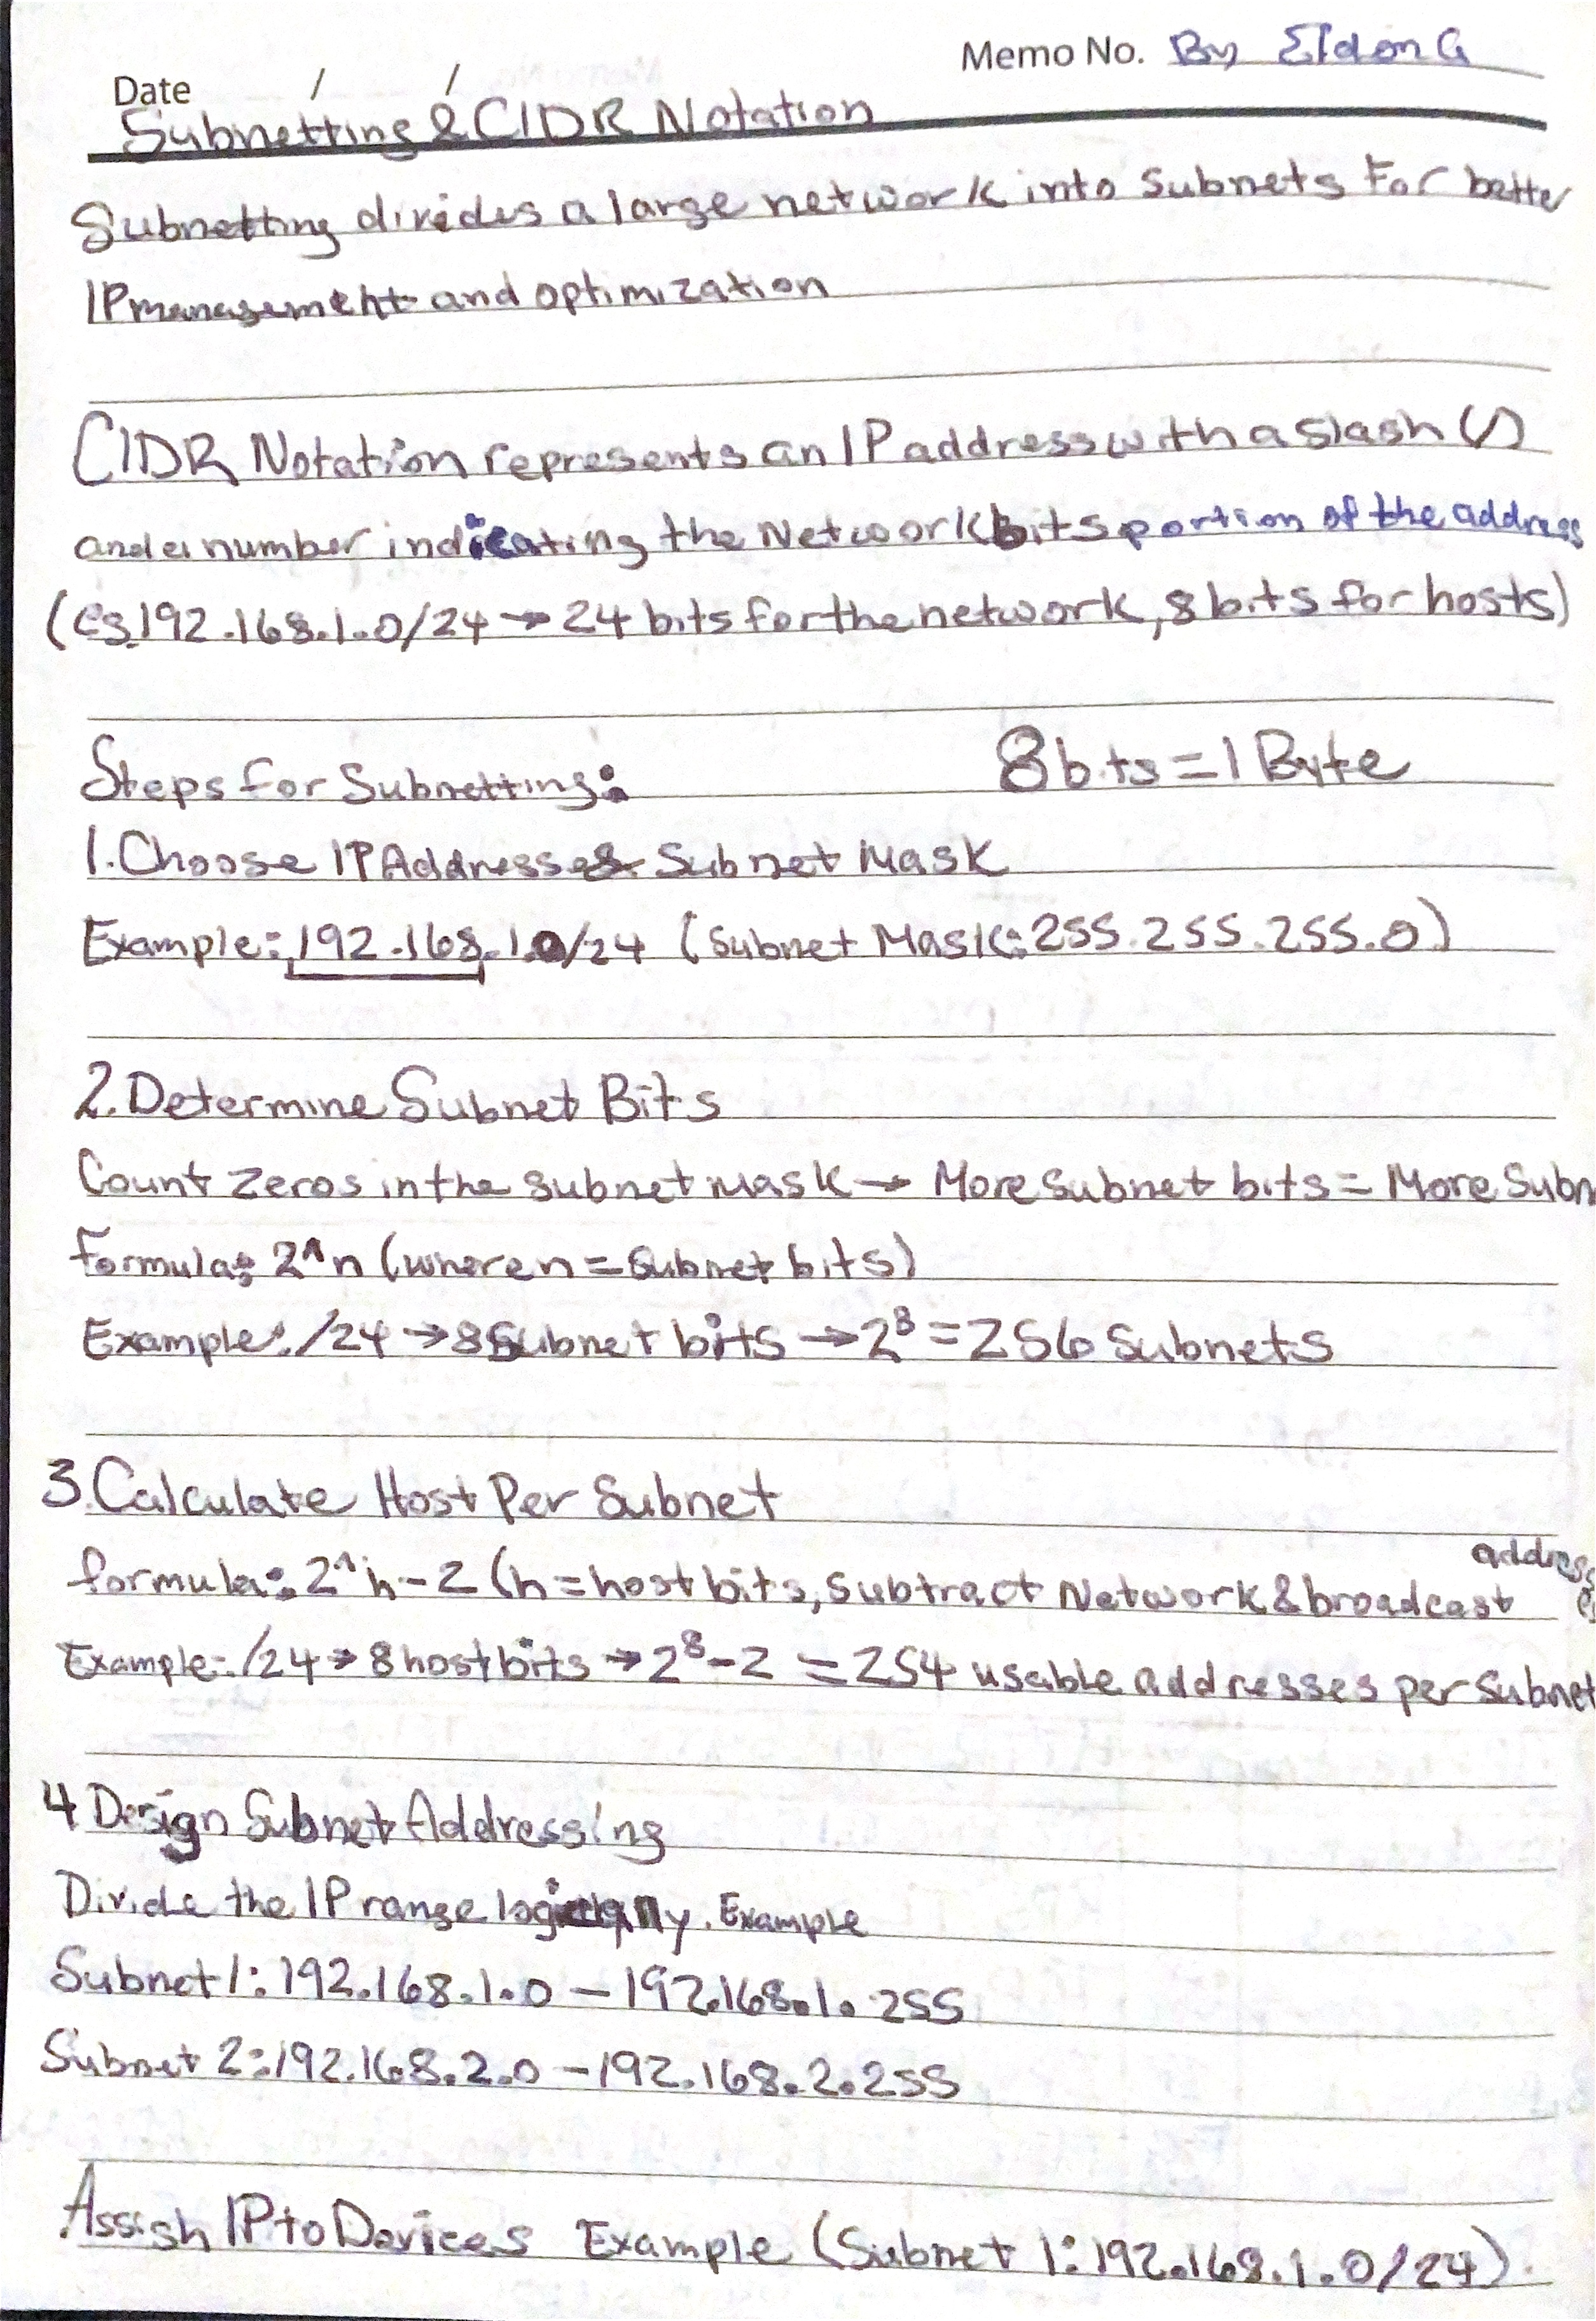 Memo No. By Eldon G
Date / /
Subnetting & CIDR Notation
Subnetting divides a large network into subnets for better
IP management and optimization
CIDR Notation represents an IP address with a slash (/)
and a number indicating the Network bits portion of the address
(eg. 192.168.1.0/24 → 24 bits for the network, 8 bits for hosts)
Steps for Subnetting: 8 bits = 1 Byte
1. Choose IP Address & Subnet Mask
Example: 192.168.1.0/24 (Subnet Mask: 255.255.255.0)
2. Determine Subnet Bits
Count zeros in the subnet mask → More subnet bits = More Subn
Formula: 2^n (where n = Subnet bits)
Example: /24 → 8 Subnet bits → 2⁸ = 256 Subnets
3. Calculate Host Per Subnet
formula: 2^h - 2 (h = host bits, subtract Network & broadcast addresses
Example: /24 → 8 host bits → 2⁸ - 2 = 254 usable addresses per subnet
4 Design Subnet Addressing
Divide the IP range logically. Example
Subnet 1: 192.168.1.0 – 192.168.1.255
Subnet 2: 192.168.2.0 – 192.168.2.255
Assign IP to Devices Example (Subnet 1: 192.168.1.0/24).